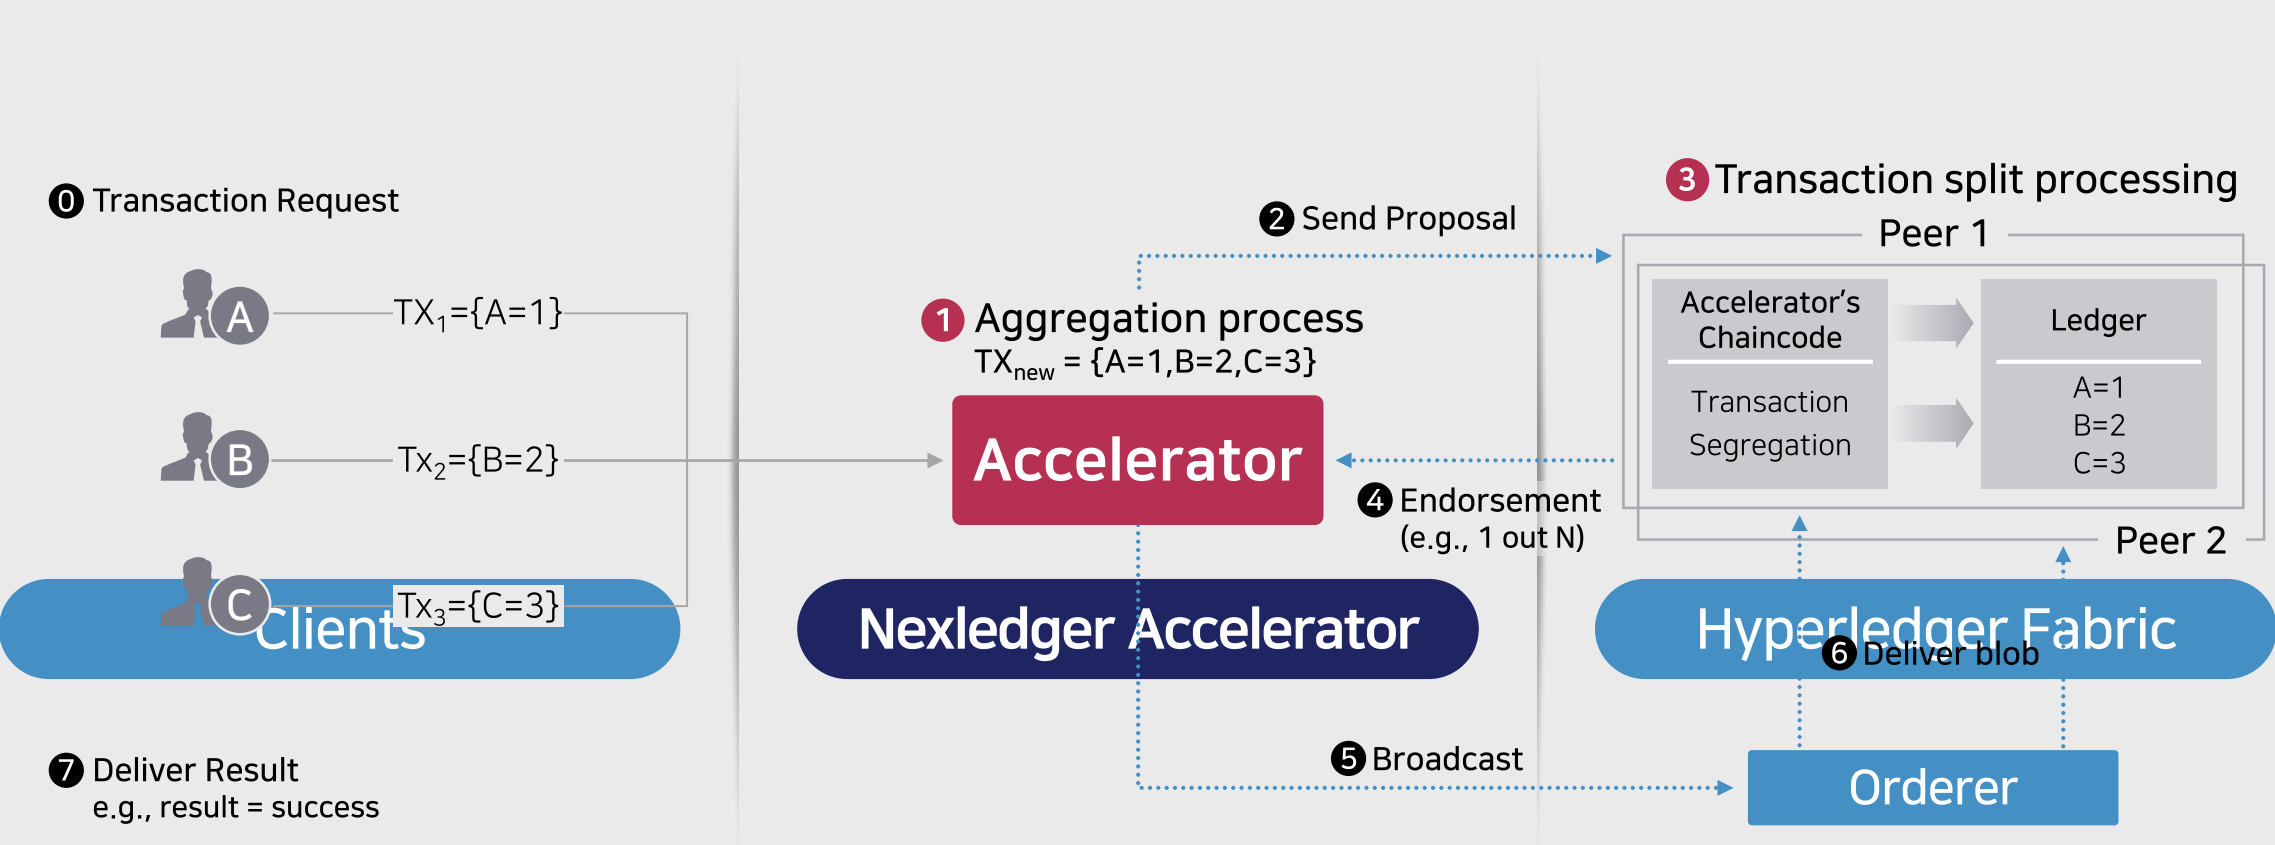 0 Transaction Request
A TX1={A=1}
B Tx2={B=2}
C Tx3={C=3}
Clients
7 Deliver Result
e.g., result = success
2 Send Proposal
1 Aggregation process
TXnew = {A=1,B=2,C=3}
Accelerator
4 Endorsement
(e.g., 1 out N)
Nexledger Accelerator
5 Broadcast
3 Transaction split processing
Peer 1
Accelerator's
Chaincode
Transaction
Segregation
Ledger
A=1
B=2
C=3
Peer 2
Hyperledger Fabric
6 Deliver blob
Orderer